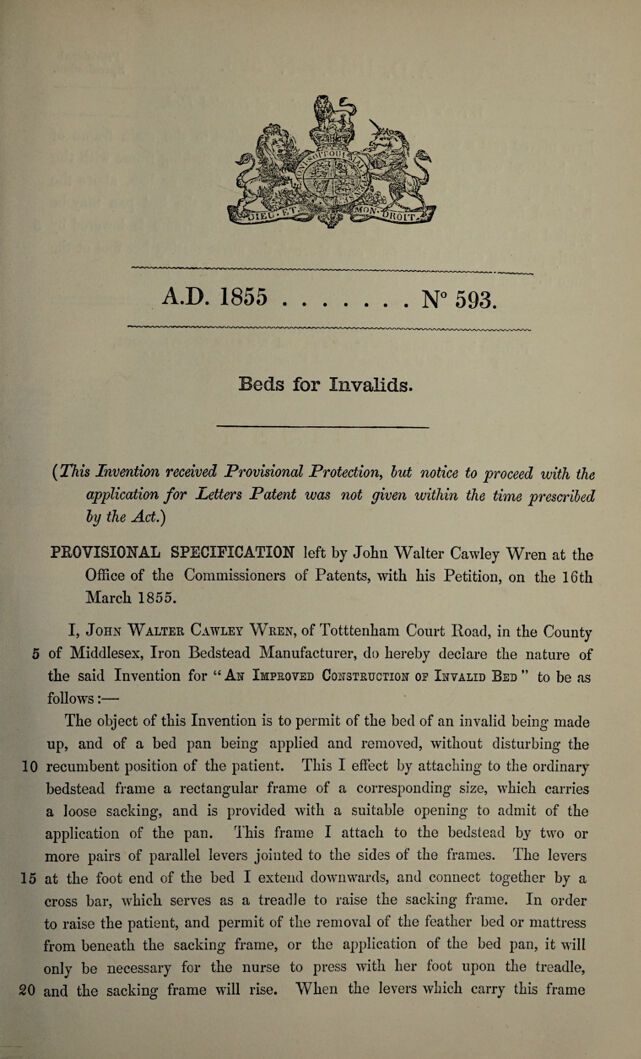 DIEU · ET · MON · DROIT
A.D. 1855 . . . . . . . . N° 593.
Beds for Invalids.
(This Invention received Provisional Protection, but notice to proceed with the
application for Letters Patent was not given within the time prescribed
by the Act.)
PROVISIONAL SPECIFICATION left by John Walter Cawley Wren at the
Office of the Commissioners of Patents, with his Petition, on the 16th
March 1855.
I, John Walter Cawley Wren, of Totttenham Court Road, in the County
5 of Middlesex, Iron Bedstead Manufacturer, do hereby declare the nature of
the said Invention for “An Improved Construction of Invalid Bed” to be as
follows:—
The object of this Invention is to permit of the bed of an invalid being made
up, and of a bed pan being applied and removed, without disturbing the
10 recumbent position of the patient. This I effect by attaching to the ordinary
bedstead frame a rectangular frame of a corresponding size, which carries
a loose sacking, and is provided with a suitable opening to admit of the
application of the pan. This frame I attach to the bedstead by two or
more pairs of parallel levers jointed to the sides of the frames. The levers
15 at the foot end of the bed I extend downwards, and connect together by a
cross bar, which serves as a treadle to raise the sacking frame. In order
to raise the patient, and permit of the removal of the feather bed or mattress
from beneath the sacking frame, or the application of the bed pan, it will
only be necessary for the nurse to press with her foot upon the treadle,
20 and the sacking frame will rise. When the levers which carry this frame